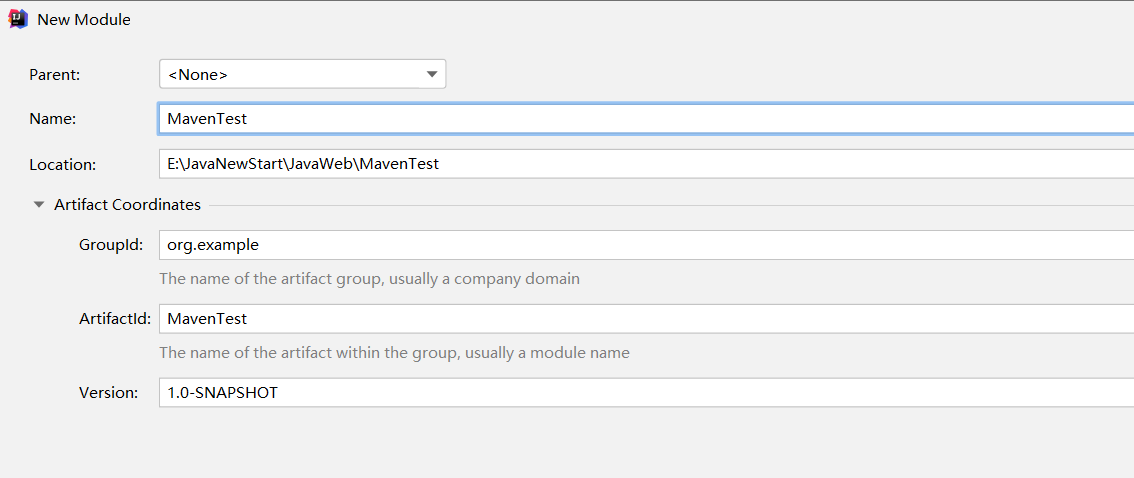 New Module
Parent: <None>
Name: MavenTest
Location: E:\JavaNewStart\JavaWeb\MavenTest
Artifact Coordinates
GroupId: org.example
The name of the artifact group, usually a company domain
ArtifactId: MavenTest
The name of the artifact within the group, usually a module name
Version: 1.0-SNAPSHOT